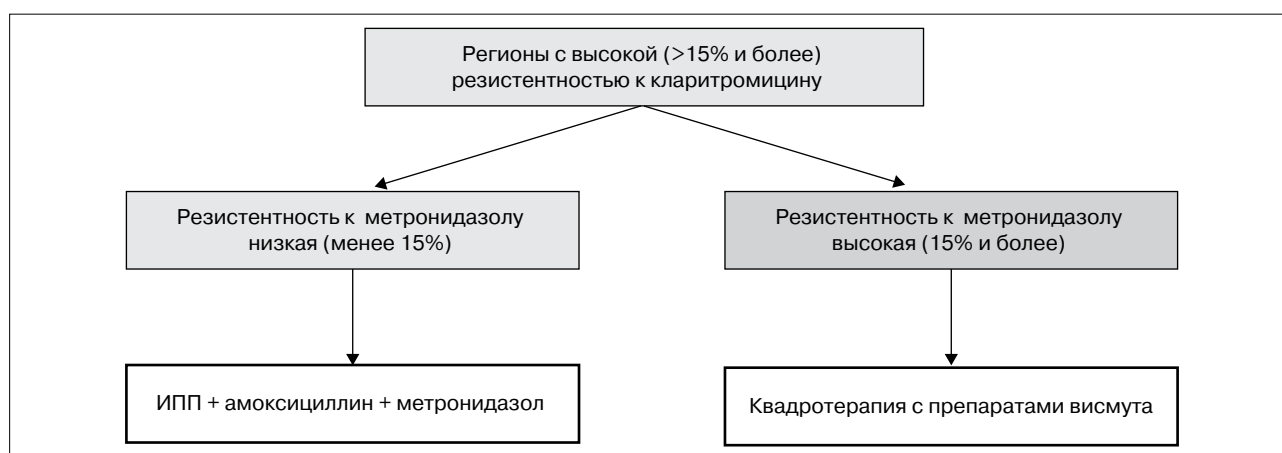 Регионы с высокой (>15% и более)
резистентностью к кларитромицину
Резистентность к метронидазолу
низкая (менее 15%)
Резистентность к метронидазолу
высокая (15% и более)
ИПП + амоксициллин + метронидазол
Квадротерапия с препаратами висмута